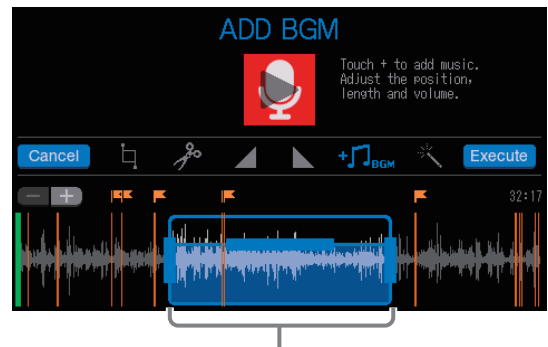 ADD BGM
Touch + to add music.
Adjust the position,
length and volume.
Cancel
+
BGM
Execute
− +
32:17